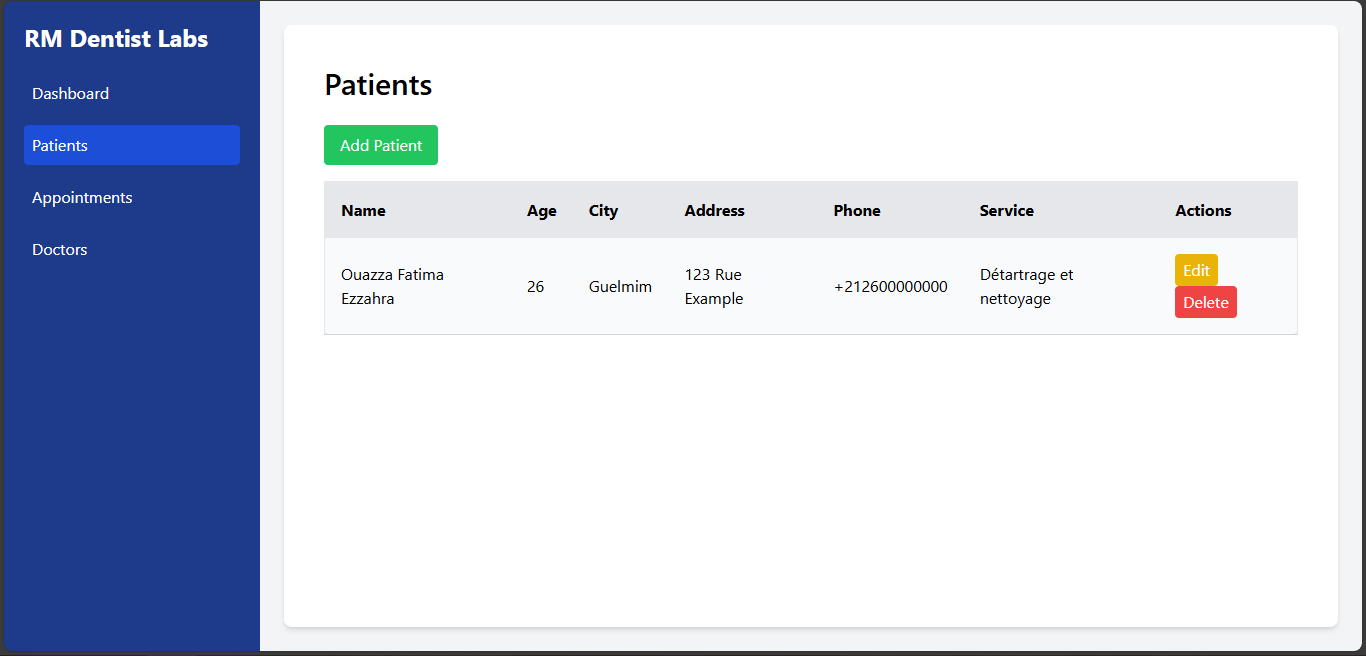 RM Dentist Labs
Dashboard
Patients
Appointments
Doctors
Patients
Add Patient
Name Age City Address Phone Service Actions
Ouazza Fatima Ezzahra 26 Guelmim 123 Rue Example +212600000000 Détartrage et nettoyage Edit Delete